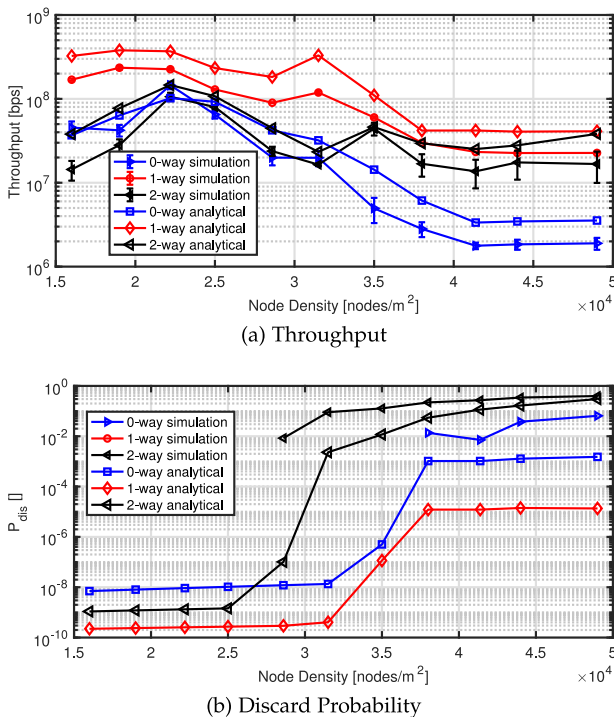 10^9
10^8
10^7
10^6
Throughput [bps]
0-way simulation
1-way simulation
2-way simulation
0-way analytical
1-way analytical
2-way analytical
1.5 2 2.5 3 3.5 4 4.5 5
Node Density [nodes/m^2] ×10^4
(a) Throughput
10^0
10^-2
10^-4
10^-6
10^-8
10^-10
P_dis []
0-way simulation
1-way simulation
2-way simulation
0-way analytical
1-way analytical
2-way analytical
1.5 2 2.5 3 3.5 4 4.5 5
Node Density [nodes/m^2] ×10^4
(b) Discard Probability